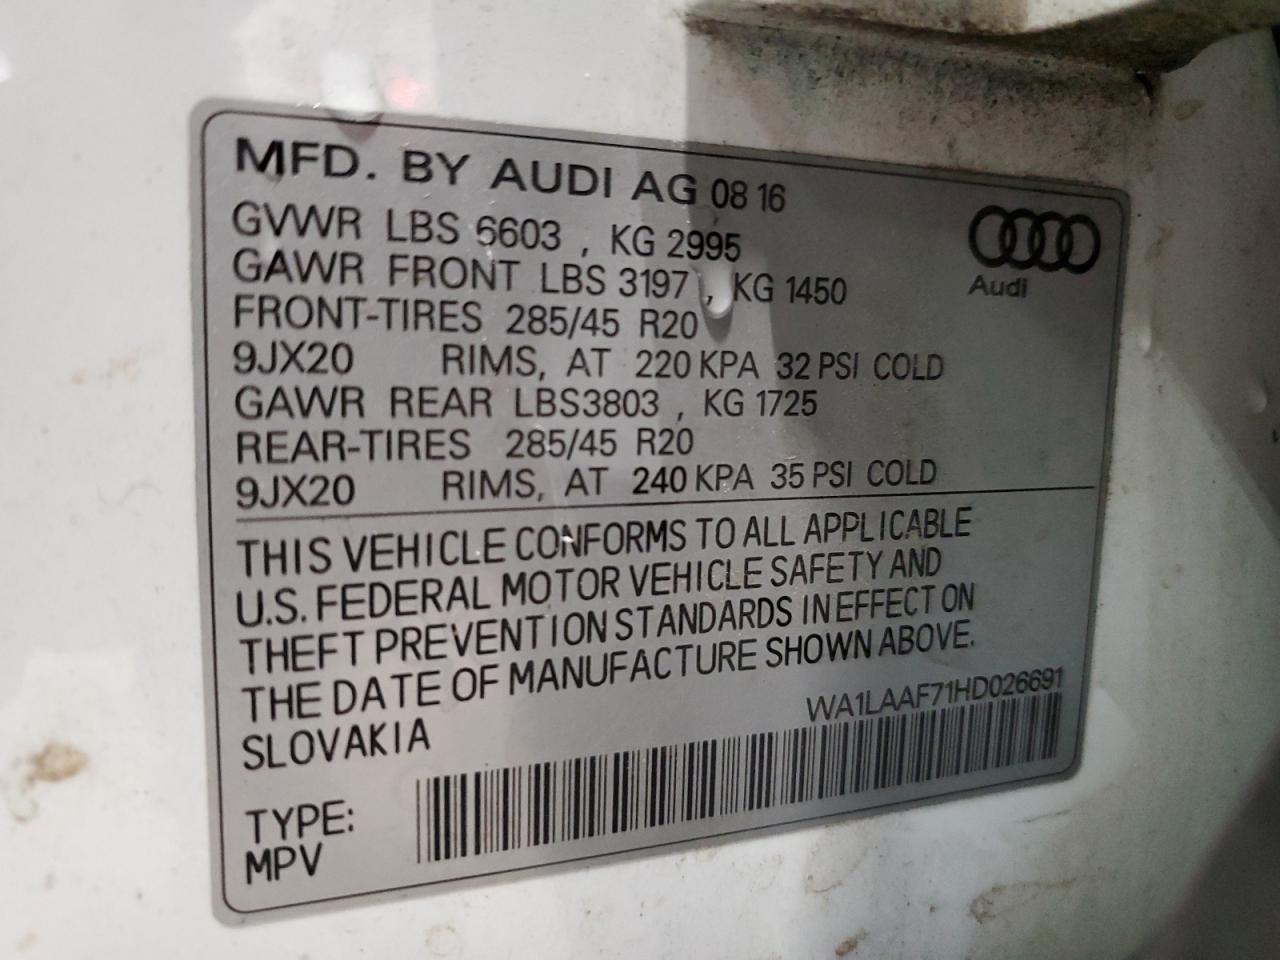 MFD. BY AUDI AG 08 16
GVWR LBS 6603 , KG 2995
GAWR FRONT LBS 3197 , KG 1450
FRONT-TIRES 285/45 R20
9JX20 RIMS, AT 220 KPA 32 PSI COLD
GAWR REAR LBS3803 , KG 1725
REAR-TIRES 285/45 R20
9JX20 RIMS, AT 240 KPA 35 PSI COLD
Audi
THIS VEHICLE CONFORMS TO ALL APPLICABLE
U.S. FEDERAL MOTOR VEHICLE SAFETY AND
THEFT PREVENTION STANDARDS IN EFFECT ON
THE DATE OF MANUFACTURE SHOWN ABOVE.
SLOVAKIA
WA1LAAF71HD026691
TYPE:
MPV